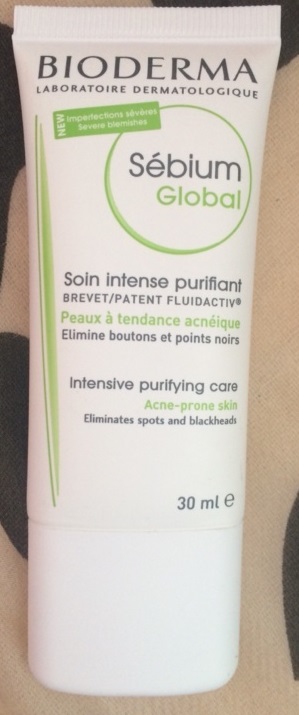 BIODERMA
LABORATOIRE DERMATOLOGIQUE
NEW
Imperfections sévères
Severe blemishes
Sébium
Global
Soin intense purifiant
BREVET/PATENT FLUIDACTIV®
Peaux à tendance acnéique
Elimine boutons et points noirs
Intensive purifying care
Acne-prone skin
Eliminates spots and blackheads
30 ml ℮